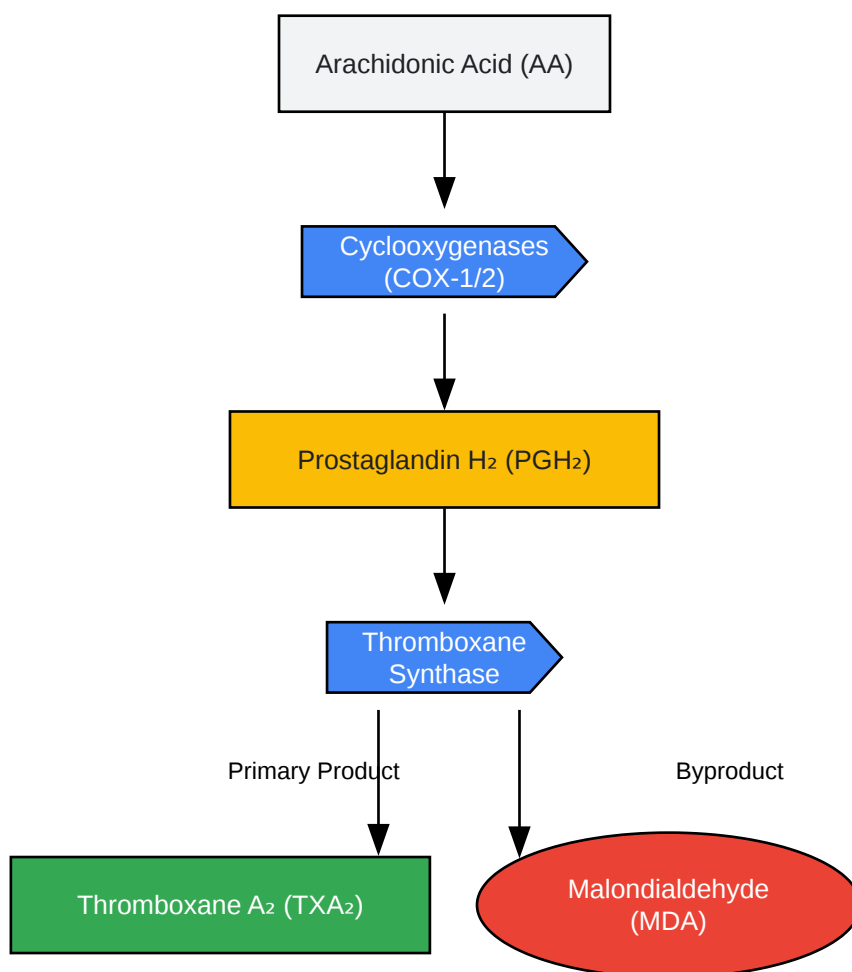 Arachidonic Acid (AA)
Cyclooxygenases
(COX-1/2)
Prostaglandin H₂ (PGH₂)
Thromboxane
Synthase
Primary Product
Byproduct
Thromboxane A₂ (TXA₂)
Malondialdehyde
(MDA)